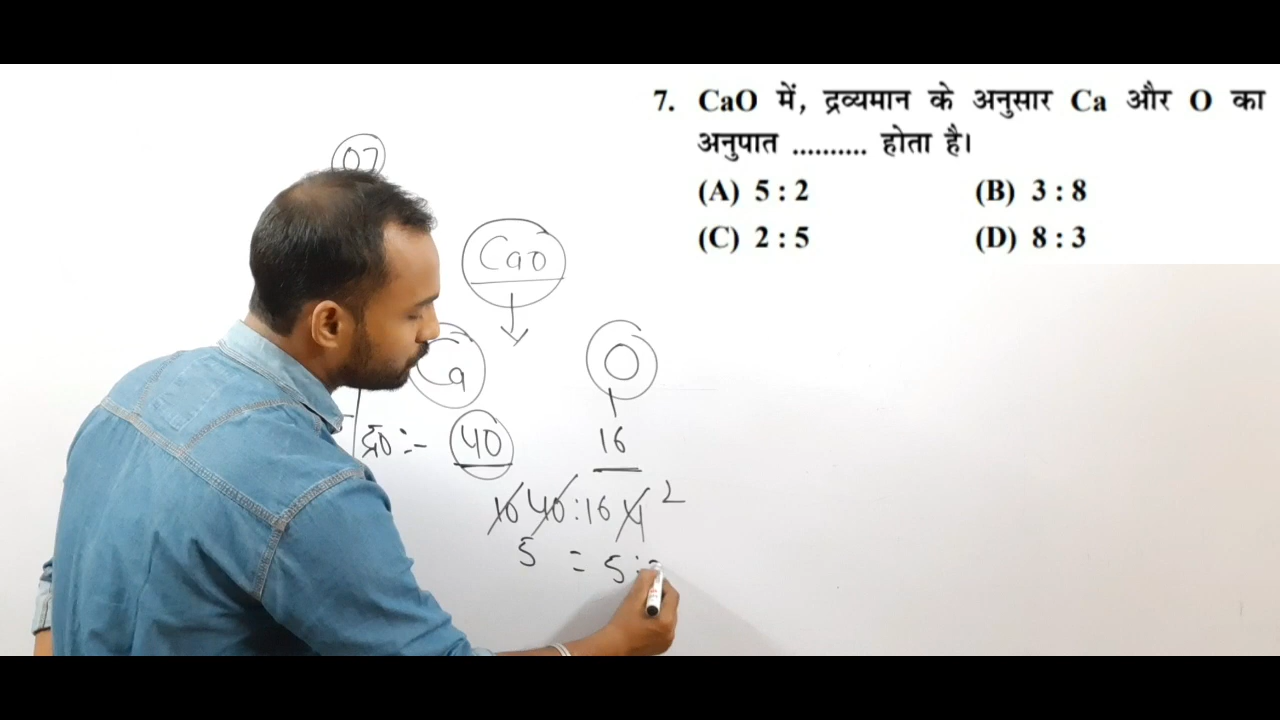 7. CaO में, द्रव्यमान के अनुसार Ca और O का
अनुपात .......... होता है।
(A) 5 : 2 (B) 3 : 8
(C) 2 : 5 (D) 8 : 3
07
Cao
Ca O
द्र० :- 40 16
10 40 : 16 4 2
5 = 5 :